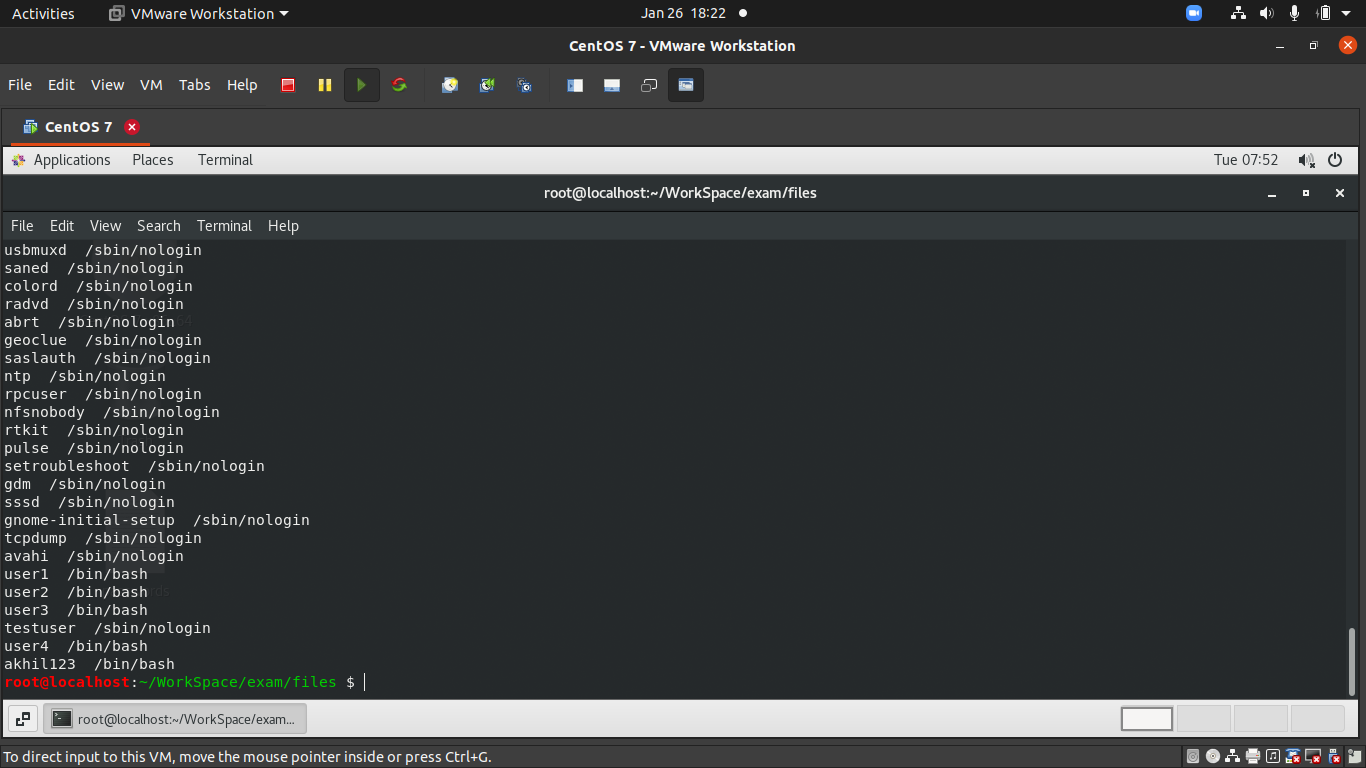 Activities VMware Workstation Jan 26 18:22
CentOS 7 - VMware Workstation
File Edit View VM Tabs Help
CentOS 7
Applications Places Terminal Tue 07:52
root@localhost:~/WorkSpace/exam/files
File Edit View Search Terminal Help
usbmuxd  /sbin/nologin
saned  /sbin/nologin
colord  /sbin/nologin
radvd  /sbin/nologin
abrt  /sbin/nologin
geoclue  /sbin/nologin
saslauth  /sbin/nologin
ntp  /sbin/nologin
rpcuser  /sbin/nologin
nfsnobody  /sbin/nologin
rtkit  /sbin/nologin
pulse  /sbin/nologin
setroubleshoot  /sbin/nologin
gdm  /sbin/nologin
sssd  /sbin/nologin
gnome-initial-setup  /sbin/nologin
tcpdump  /sbin/nologin
avahi  /sbin/nologin
user1  /bin/bash
user2  /bin/bash
user3  /bin/bash
testuser  /sbin/nologin
user4  /bin/bash
akhil123  /bin/bash
root@localhost:~/WorkSpace/exam/files $
root@localhost:~/WorkSpace/exam...
To direct input to this VM, move the mouse pointer inside or press Ctrl+G.